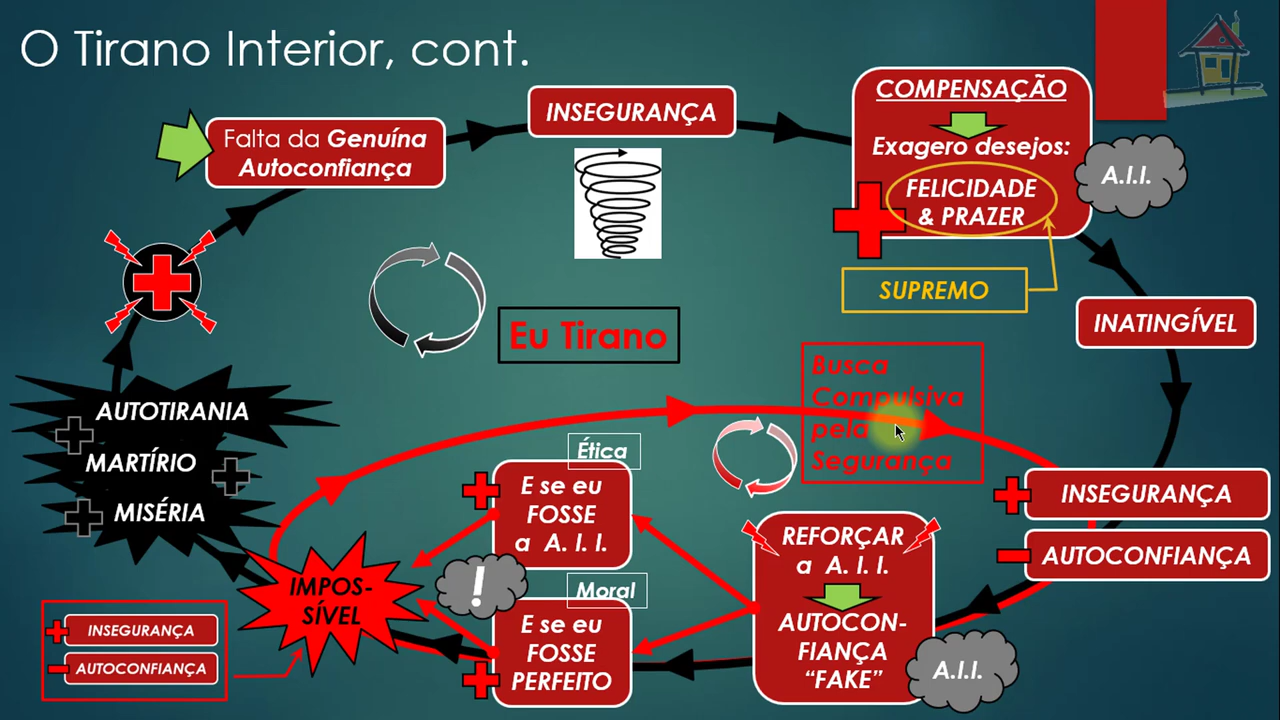 O Tirano Interior, cont.
Falta da Genuína
Autoconfiança
INSEGURANÇA
COMPENSAÇÃO
Exagero desejos:
FELICIDADE
& PRAZER
A.I.I.
SUPREMO
INATINGÍVEL
Eu Tirano
Busca
Compulsiva
pela
Segurança
INSEGURANÇA
AUTOCONFIANÇA
REFORÇAR
a A. I. I.
AUTOCON-
FIANÇA
“FAKE”
A.I.I.
Ética
E se eu
FOSSE
a A. I. I.
!
Moral
E se eu
FOSSE
PERFEITO
IMPOS-
SÍVEL
INSEGURANÇA
AUTOCONFIANÇA
AUTOTIRANIA
MARTÍRIO
MISÉRIA